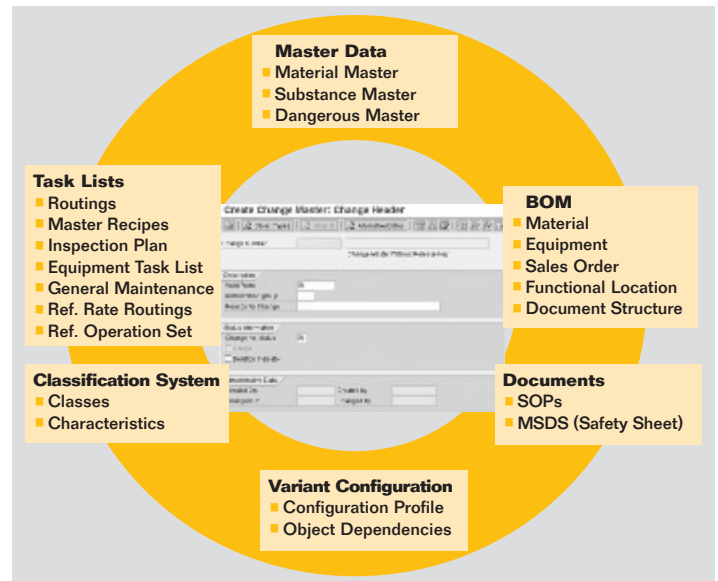 Master Data
Material Master
Substance Master
Dangerous Master
Task Lists
Routings
Master Recipes
Inspection Plan
Equipment Task List
General Maintenance
Ref. Rate Routings
Ref. Operation Set
Create Change Master: Change Header
BOM
Material
Equipment
Sales Order
Functional Location
Document Structure
Classification System
Classes
Characteristics
Documents
SOPs
MSDS (Safety Sheet)
Variant Configuration
Configuration Profile
Object Dependencies